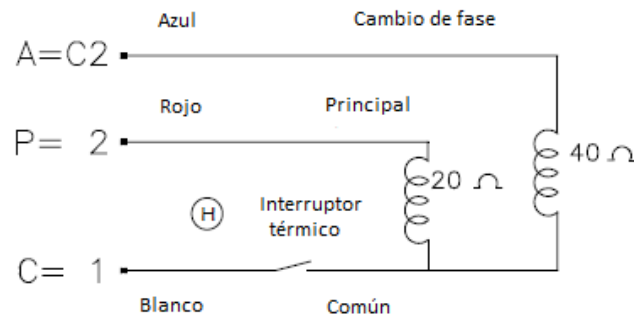 Azul Cambio de fase
A=C2
Rojo Principal
P= 2
20 Ω 40 Ω
H Interruptor
térmico
C= 1
Blanco Común